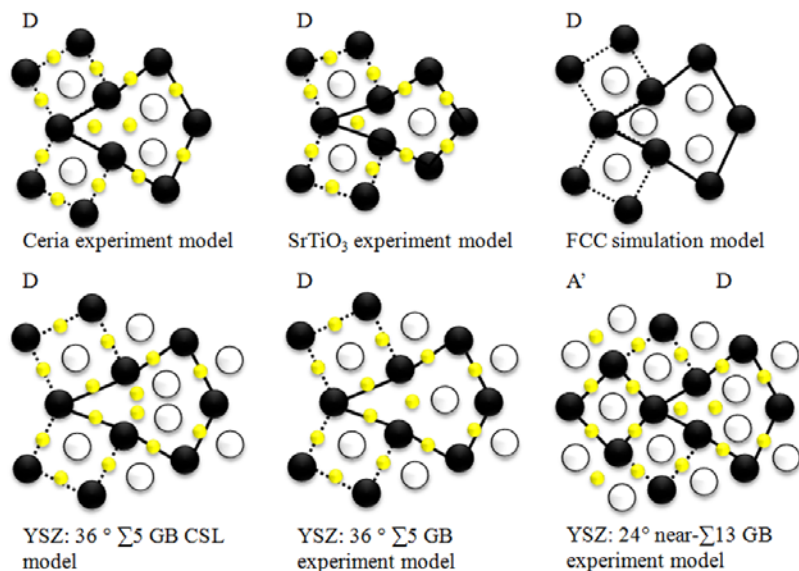 D
D
D
Ceria experiment model
SrTiO₃ experiment model
FCC simulation model
D
D
A’
D
YSZ: 36 ° ∑5 GB CSL
model
YSZ: 36 ° ∑5 GB
experiment model
YSZ: 24° near-∑13 GB
experiment model